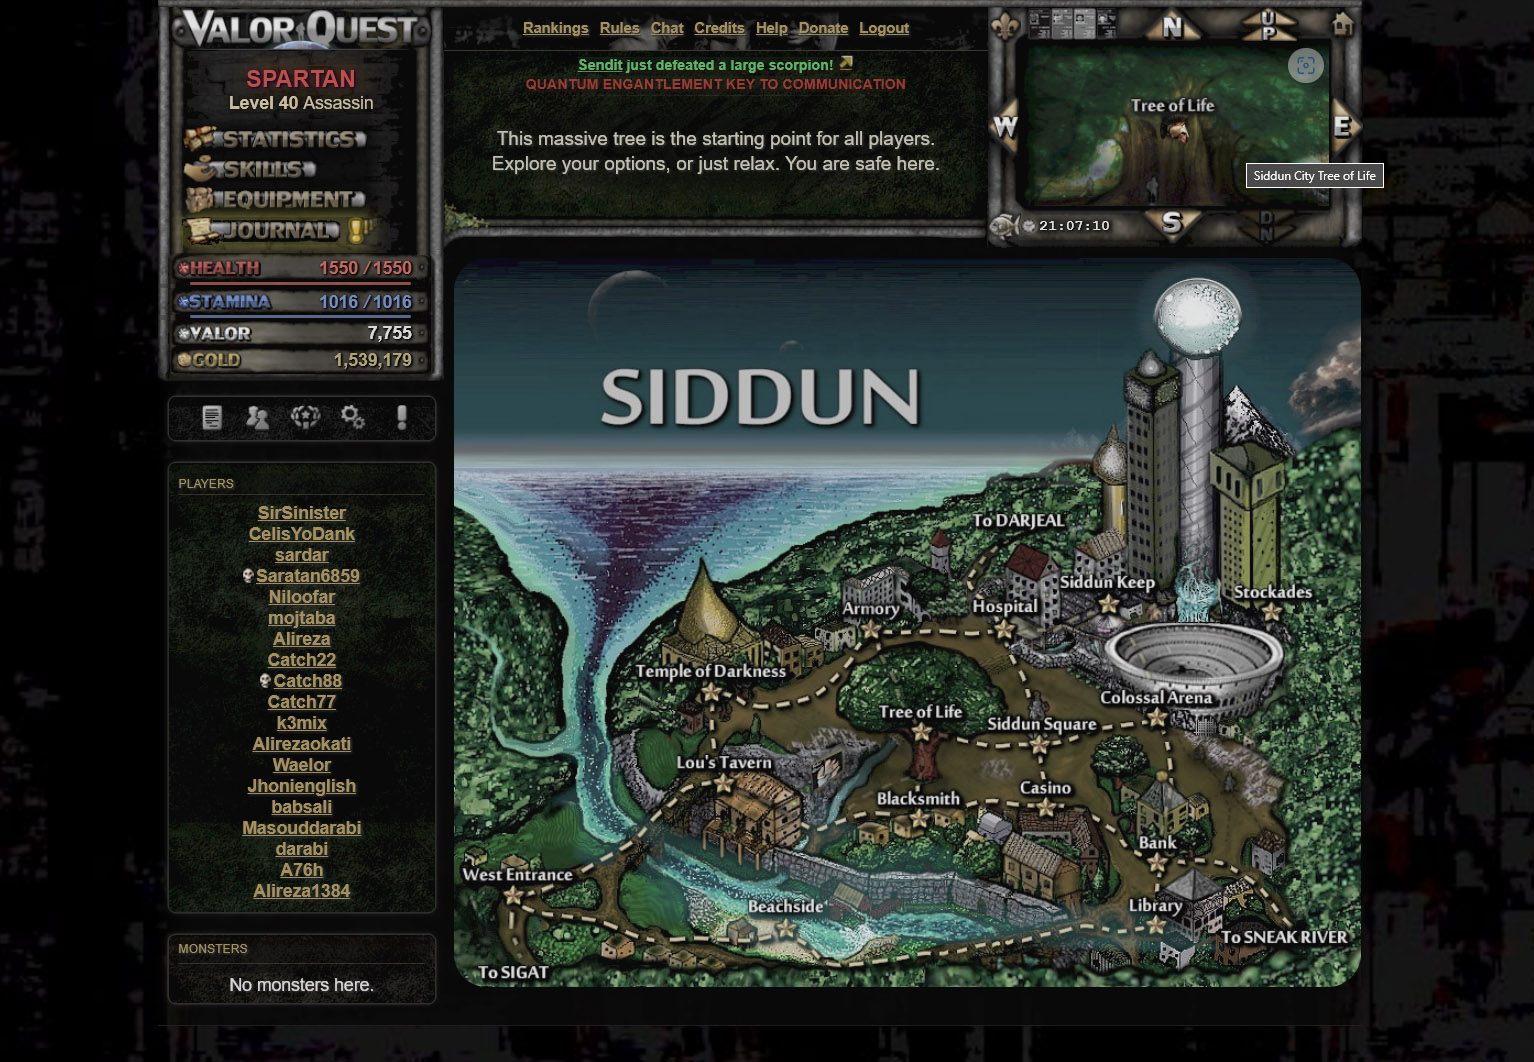 VALOR QUEST
SPARTAN
Level 40 Assassin
STATISTICS
SKILLS
EQUIPMENT
JOURNAL
HEALTH 1550 / 1550
STAMINA 1016 / 1016
VALOR 7,755
GOLD 1,539,179
PLAYERS
SirSinister
CelisYoDank
sardar
Saratan6859
Niloofar
mojtaba
Alireza
Catch22
Catch88
Catch77
k3mix
Alirezaokati
Waelor
Jhonienglish
babsali
Masouddarabi
darabi
A76h
Alireza1384
MONSTERS
No monsters here.
Rankings Rules Chat Credits Help Donate Logout
Sendit just defeated a large scorpion!
QUANTUM ENGANTLEMENT KEY TO COMMUNICATION
This massive tree is the starting point for all players.
Explore your options, or just relax. You are safe here.
N
UP
W
Tree of Life
E
Siddun City Tree of Life
21:07:10
S
DN
SIDDUN
To DARJEAL
Siddun Keep
Stockades
Armory
Hospital
Temple of Darkness
Colossal Arena
Tree of Life
Siddun Square
Lou's Tavern
Casino
Blacksmith
Bank
West Entrance
Beachside
Library
To SNEAK RIVER
To SIGAT